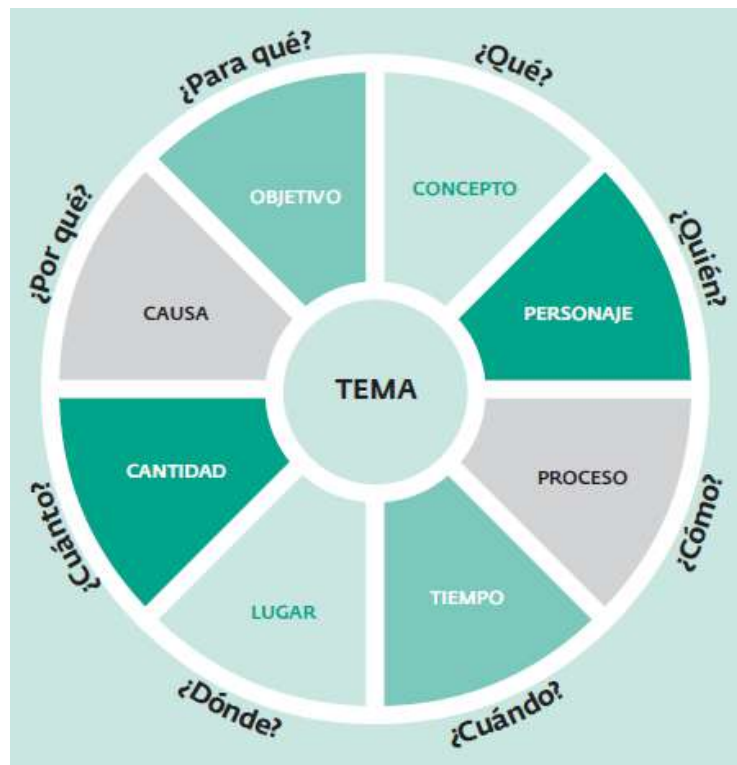 ¿Para qué?
¿Qué?
OBJETIVO
CONCEPTO
¿Por qué?
¿Quién?
CAUSA
PERSONAJE
TEMA
CANTIDAD
PROCESO
¿Cuánto?
¿Cómo?
LUGAR
TIEMPO
¿Dónde?
¿Cuándo?